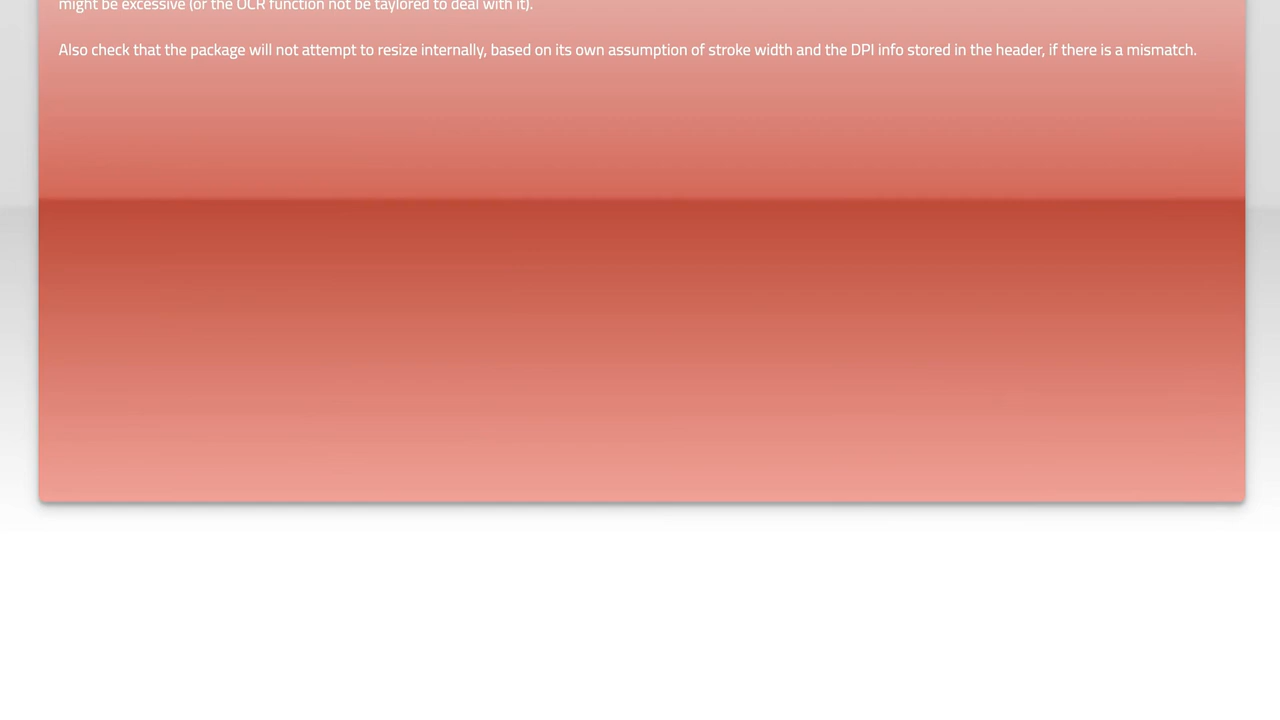 might be excessive (or the OCR function not be taylored to deal with it).
Also check that the package will not attempt to resize internally, based on its own assumption of stroke width and the DPI info stored in the header, if there is a mismatch.